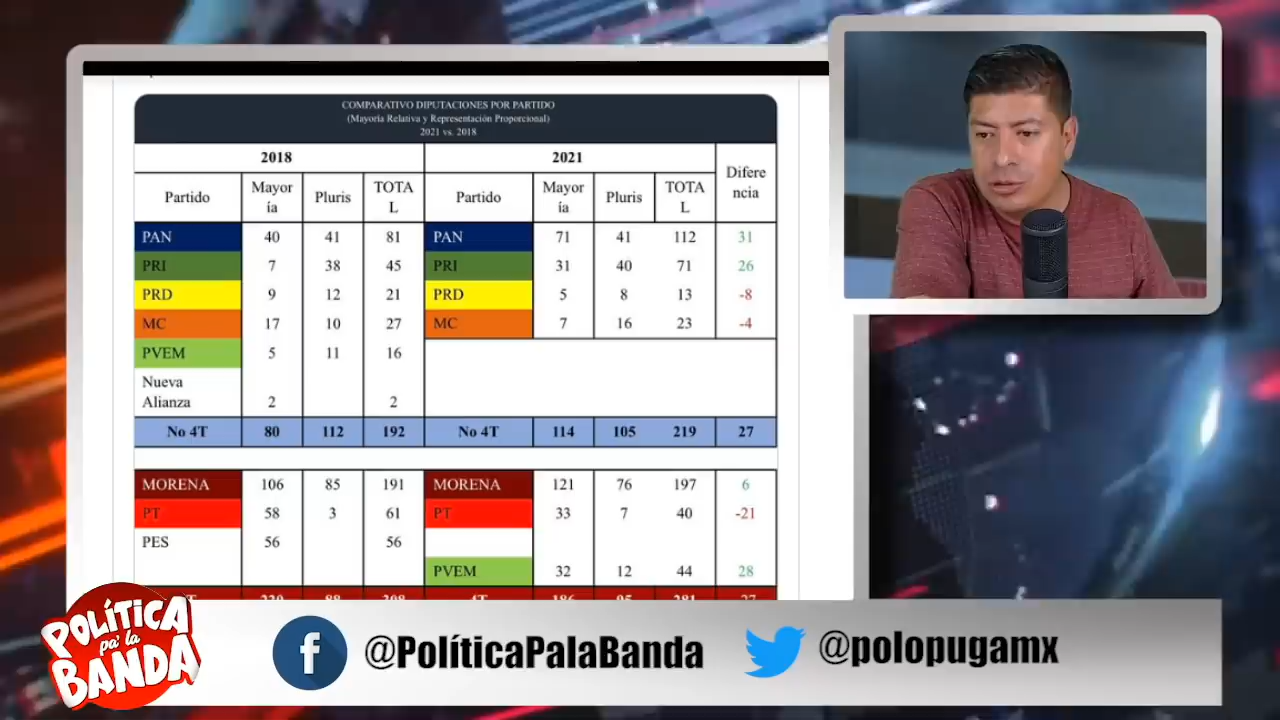 COMPARATIVO DIPUTACIONES POR PARTIDO
(Mayoría Relativa y Representación Proporcional)
2021 vs. 2018
2018 2021 Difere
ncia
Partido Mayor
ía Pluris TOTA
L Partido Mayor
ía Pluris TOTA
L
PAN 40 41 81 PAN 71 41 112 31
PRI 7 38 45 PRI 31 40 71 26
PRD 9 12 21 PRD 5 8 13 -8
MC 17 10 27 MC 7 16 23 -4
PVEM 5 11 16
Nueva
Alianza 2 2
No 4T 80 112 192 No 4T 114 105 219 27
MORENA 106 85 191 MORENA 121 76 197 6
PT 58 3 61 PT 33 7 40 -21
PES 56 56
PVEM 32 12 44 28
POLÍTICA
pa' la
BANDA
f @PolíticaPalaBanda
@polopugamx